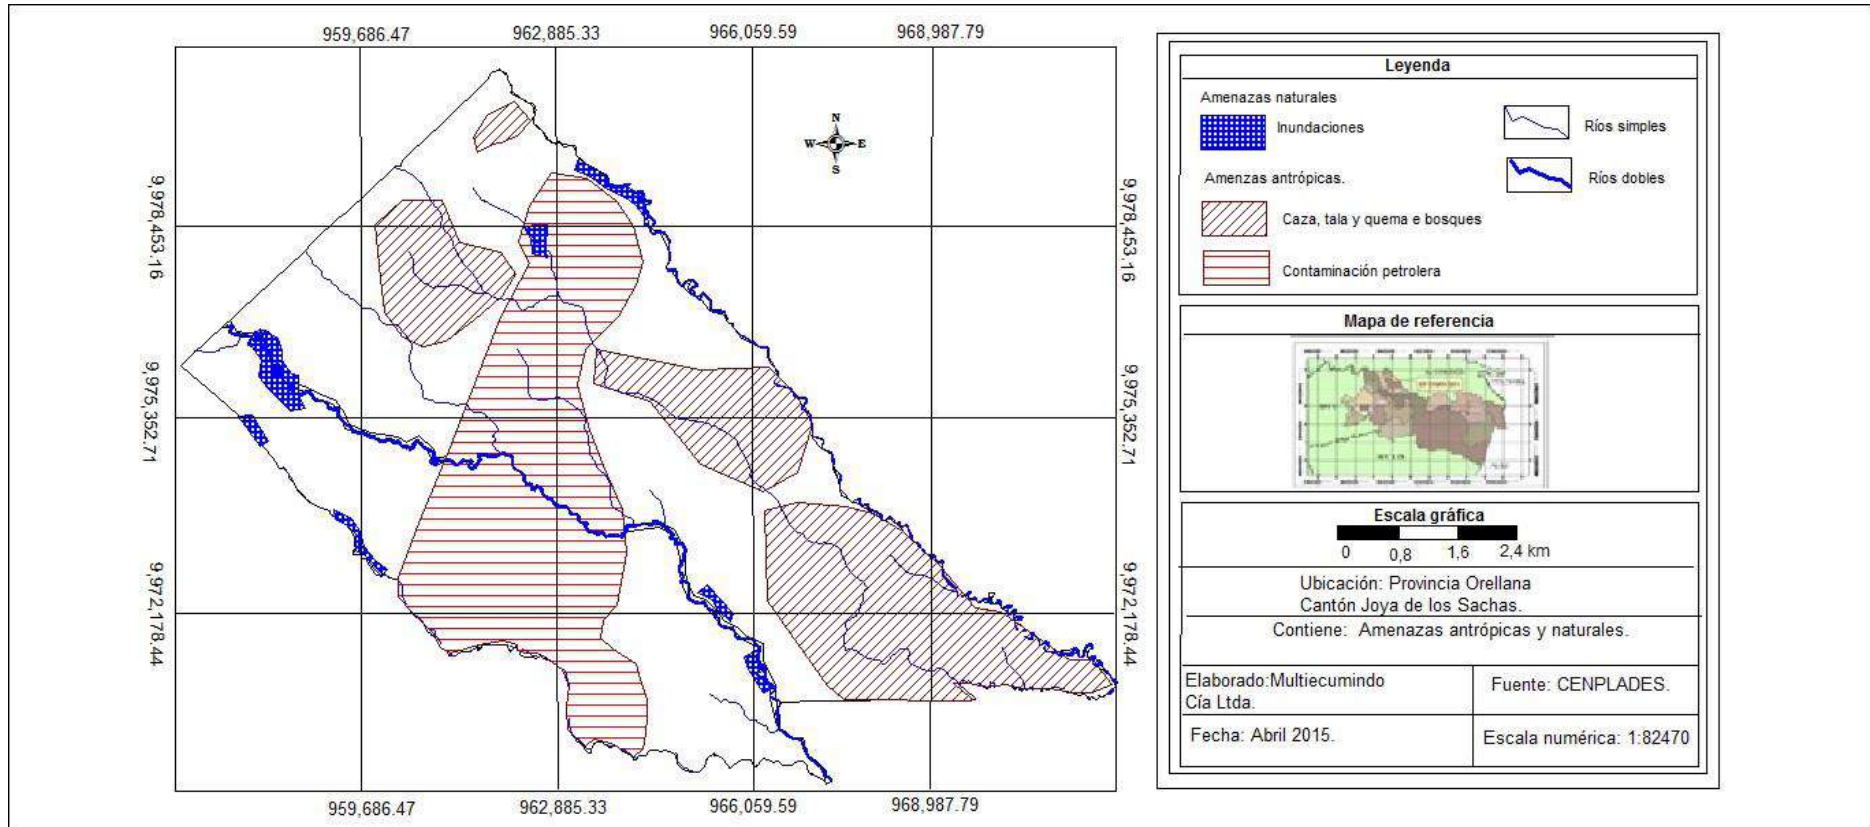 959,686.47
962,885.33
966,059.59
968,987.79
9,978,453.16
9,975,352.71
9,972,178.44
N
W
E
S
9,978,453.16
9,975,352.71
9,972,178.44
959,686.47
962,885.33
966,059.59
968,987.79
Leyenda
Amenazas naturales
Inundaciones
Ríos simples
Amenzas antrópicas.
Ríos dobles
Caza, tala y quema e bosques
Contaminación petrolera
Mapa de referencia
Escala gráfica
0 0,8 1,6 2,4 km
Ubicación: Provincia Orellana
Cantón Joya de los Sachas.
Contiene: Amenazas antrópicas y naturales.
Elaborado:Multiecumindo
Cía Ltda.
Fuente: CENPLADES.
Fecha: Abril 2015.
Escala numérica: 1:82470